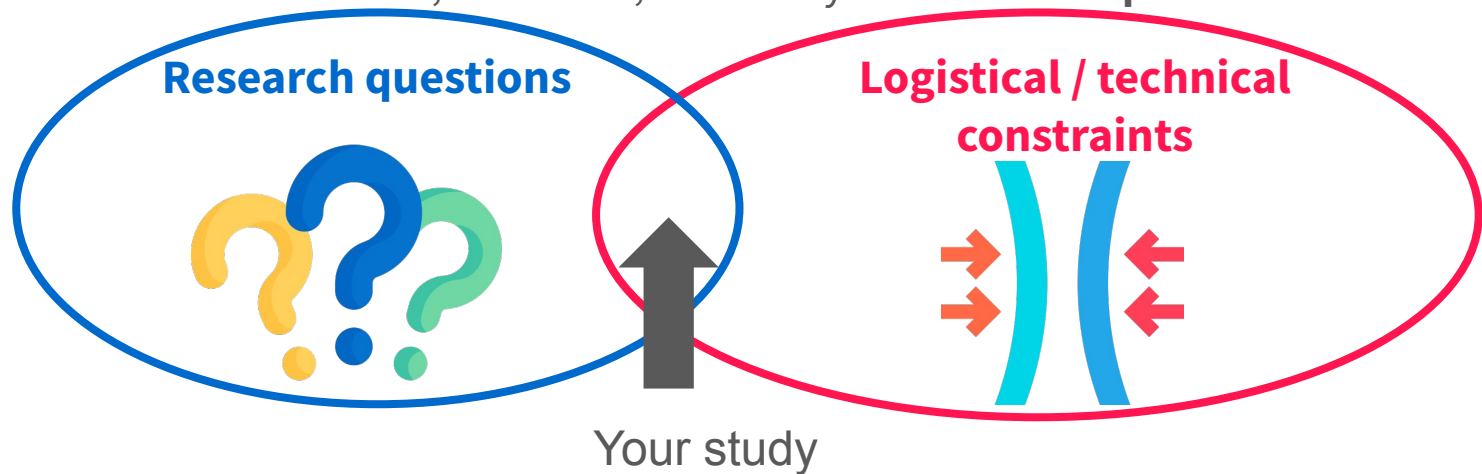 Research questions
Logistical / technical
constraints
Your study